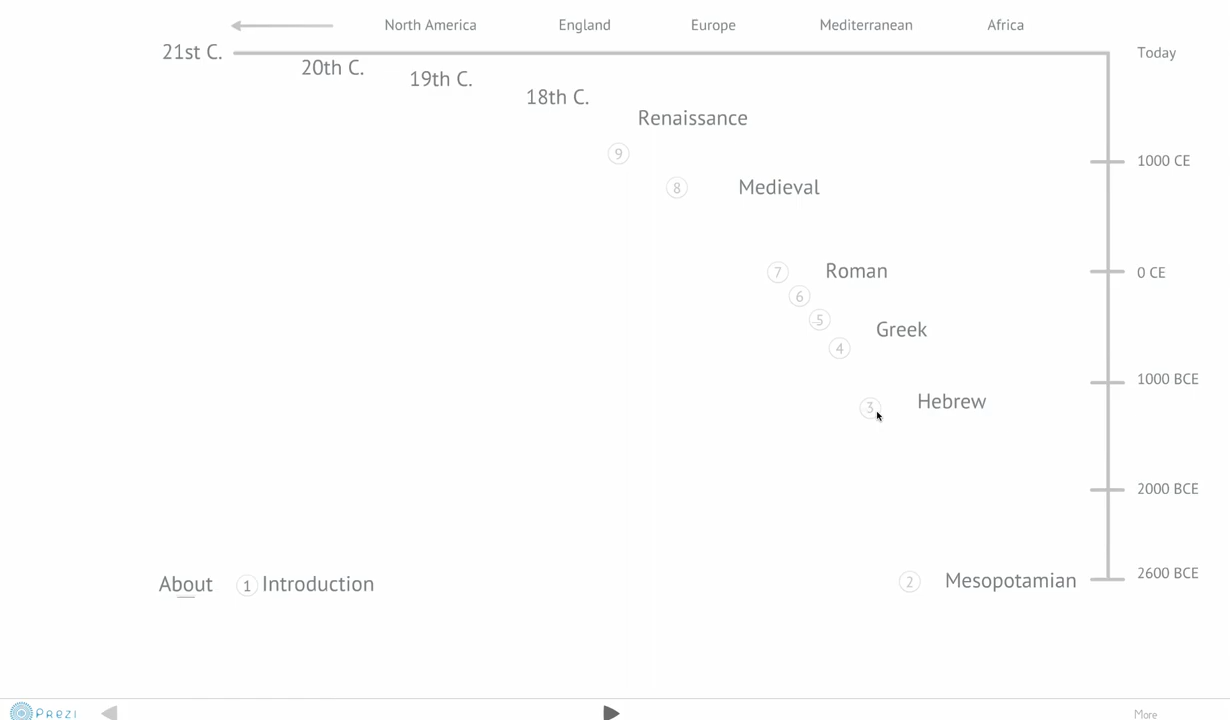 North America England Europe Mediterranean Africa
21st C. Today
20th C.
19th C.
18th C.
Renaissance
9 1000 CE
8 Medieval
7 Roman 0 CE
6
5 Greek
4
1000 BCE
3 Hebrew
2000 BCE
2 Mesopotamian 2600 BCE
About 1 Introduction
Prezi More